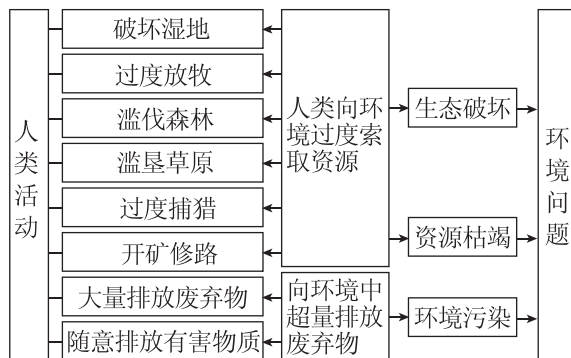 人类活动
破坏湿地
过度放牧
滥伐森林
滥垦草原
过度捕猎
开矿修路
大量排放废弃物
随意排放有害物质
人类向环
境过度索
取资源
向环境中
超量排放
废弃物
生态破坏
资源枯竭
环境污染
环境问题